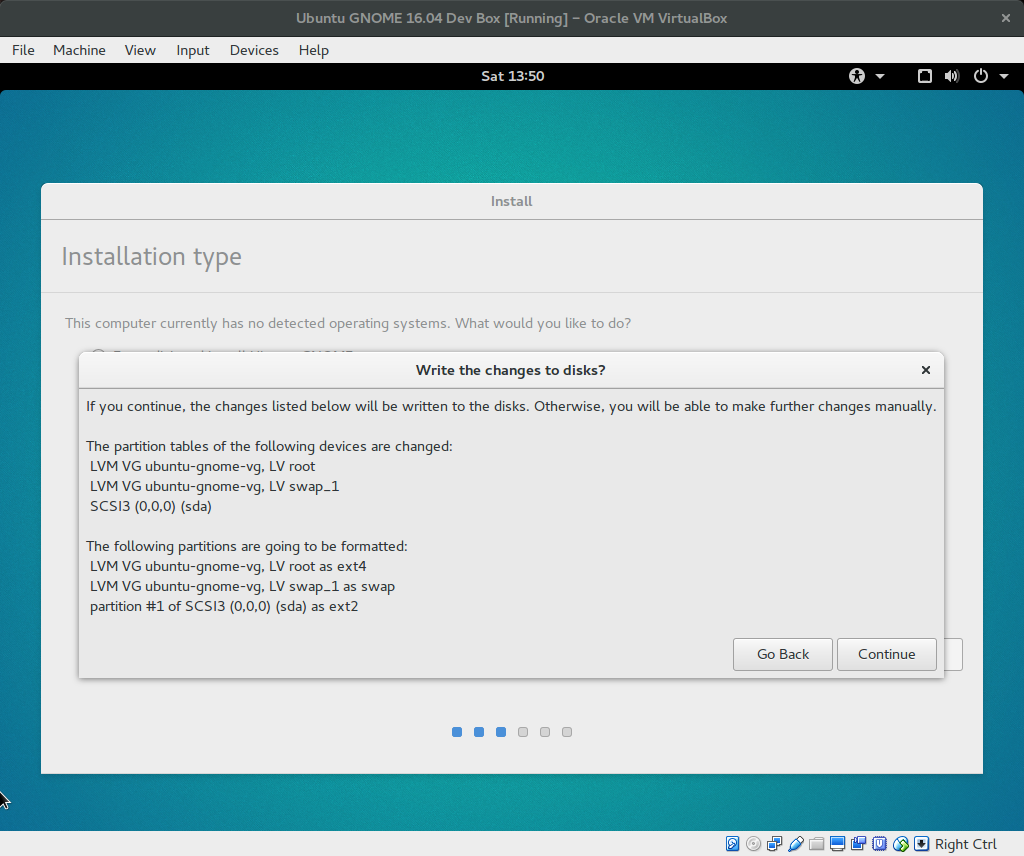 Ubuntu GNOME 16.04 Dev Box [Running] – Oracle VM VirtualBox
File Machine View Input Devices Help
Sat 13:50
Install
Installation type
This computer currently has no detected operating systems. What would you like to do?
Write the changes to disks?
If you continue, the changes listed below will be written to the disks. Otherwise, you will be able to make further changes manually.
The partition tables of the following devices are changed:
LVM VG ubuntu-gnome-vg, LV root
LVM VG ubuntu-gnome-vg, LV swap_1
SCSI3 (0,0,0) (sda)
The following partitions are going to be formatted:
LVM VG ubuntu-gnome-vg, LV root as ext4
LVM VG ubuntu-gnome-vg, LV swap_1 as swap
partition #1 of SCSI3 (0,0,0) (sda) as ext2
Go Back Continue
Right Ctrl